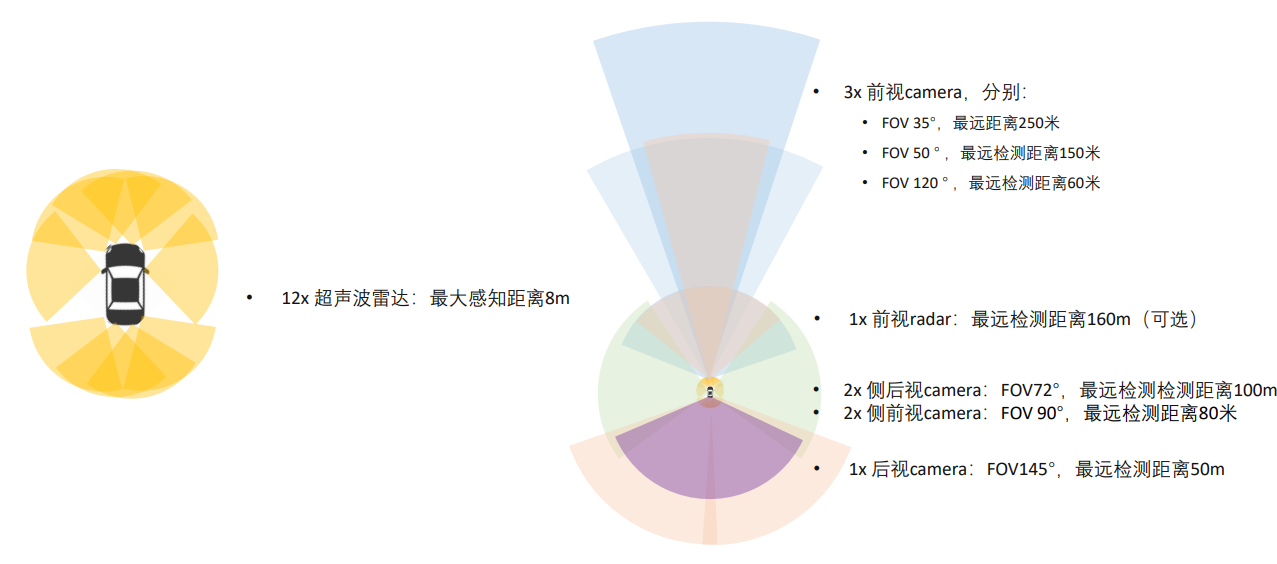 3x 前视camera，分别：
FOV 35°，最远距离250米
FOV 50 °，最远检测距离150米
FOV 120 °，最远检测距离60米
12x 超声波雷达：最大感知距离8m
1x 前视radar：最远检测距离160m（可选）
2x 侧后视camera：FOV72°，最远检测检测距离100m
2x 侧前视camera：FOV 90°，最远检测距离80米
1x 后视camera：FOV145°，最远检测距离50m